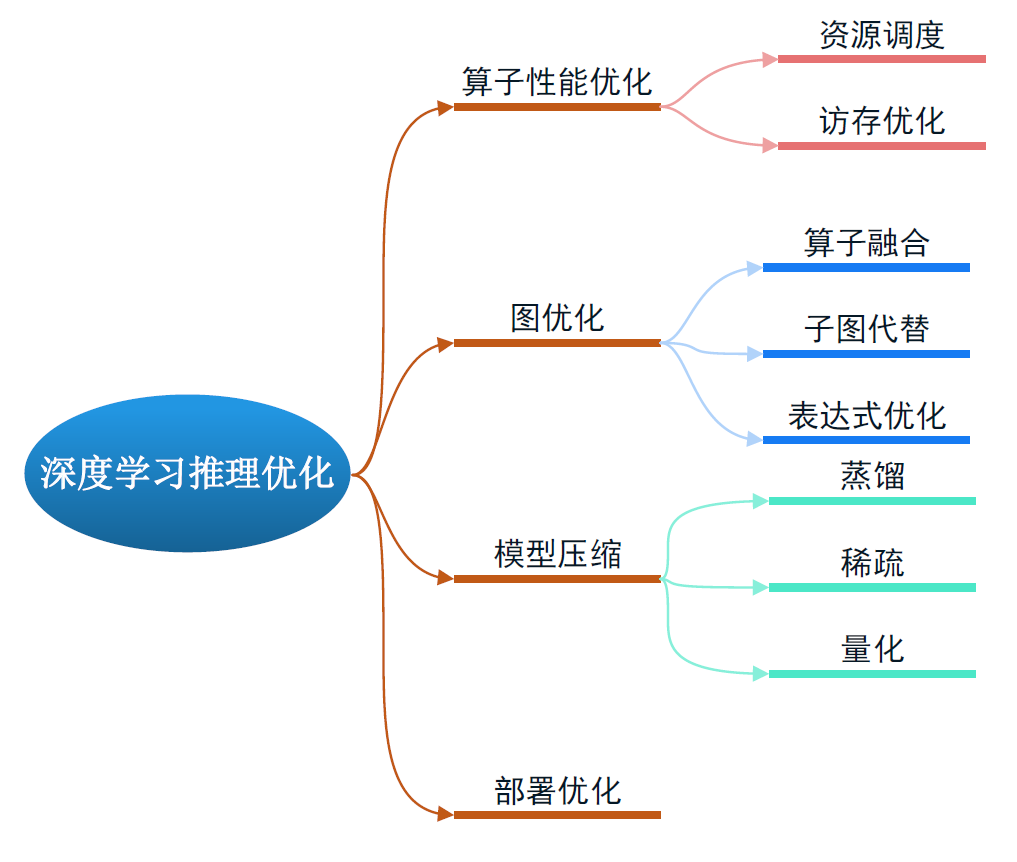 深度学习推理优化
算子性能优化
资源调度
访存优化
图优化
算子融合
子图代替
表达式优化
模型压缩
蒸馏
稀疏
量化
部署优化